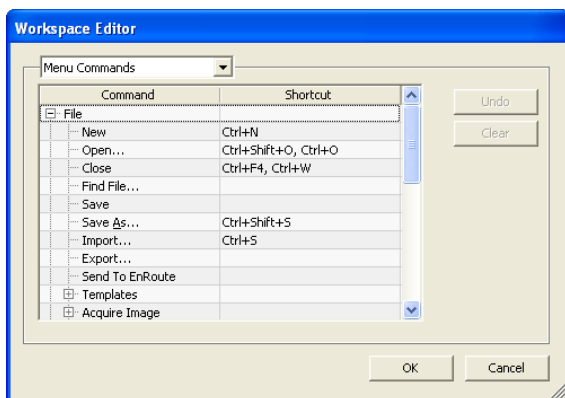 Workspace Editor
Menu Commands
Command Shortcut
File
New Ctrl+N
Open... Ctrl+Shift+O, Ctrl+O
Close Ctrl+F4, Ctrl+W
Find File...
Save
Save As... Ctrl+Shift+S
Import... Ctrl+S
Export...
Send To EnRoute
Templates
Acquire Image
Undo
Clear
OK Cancel